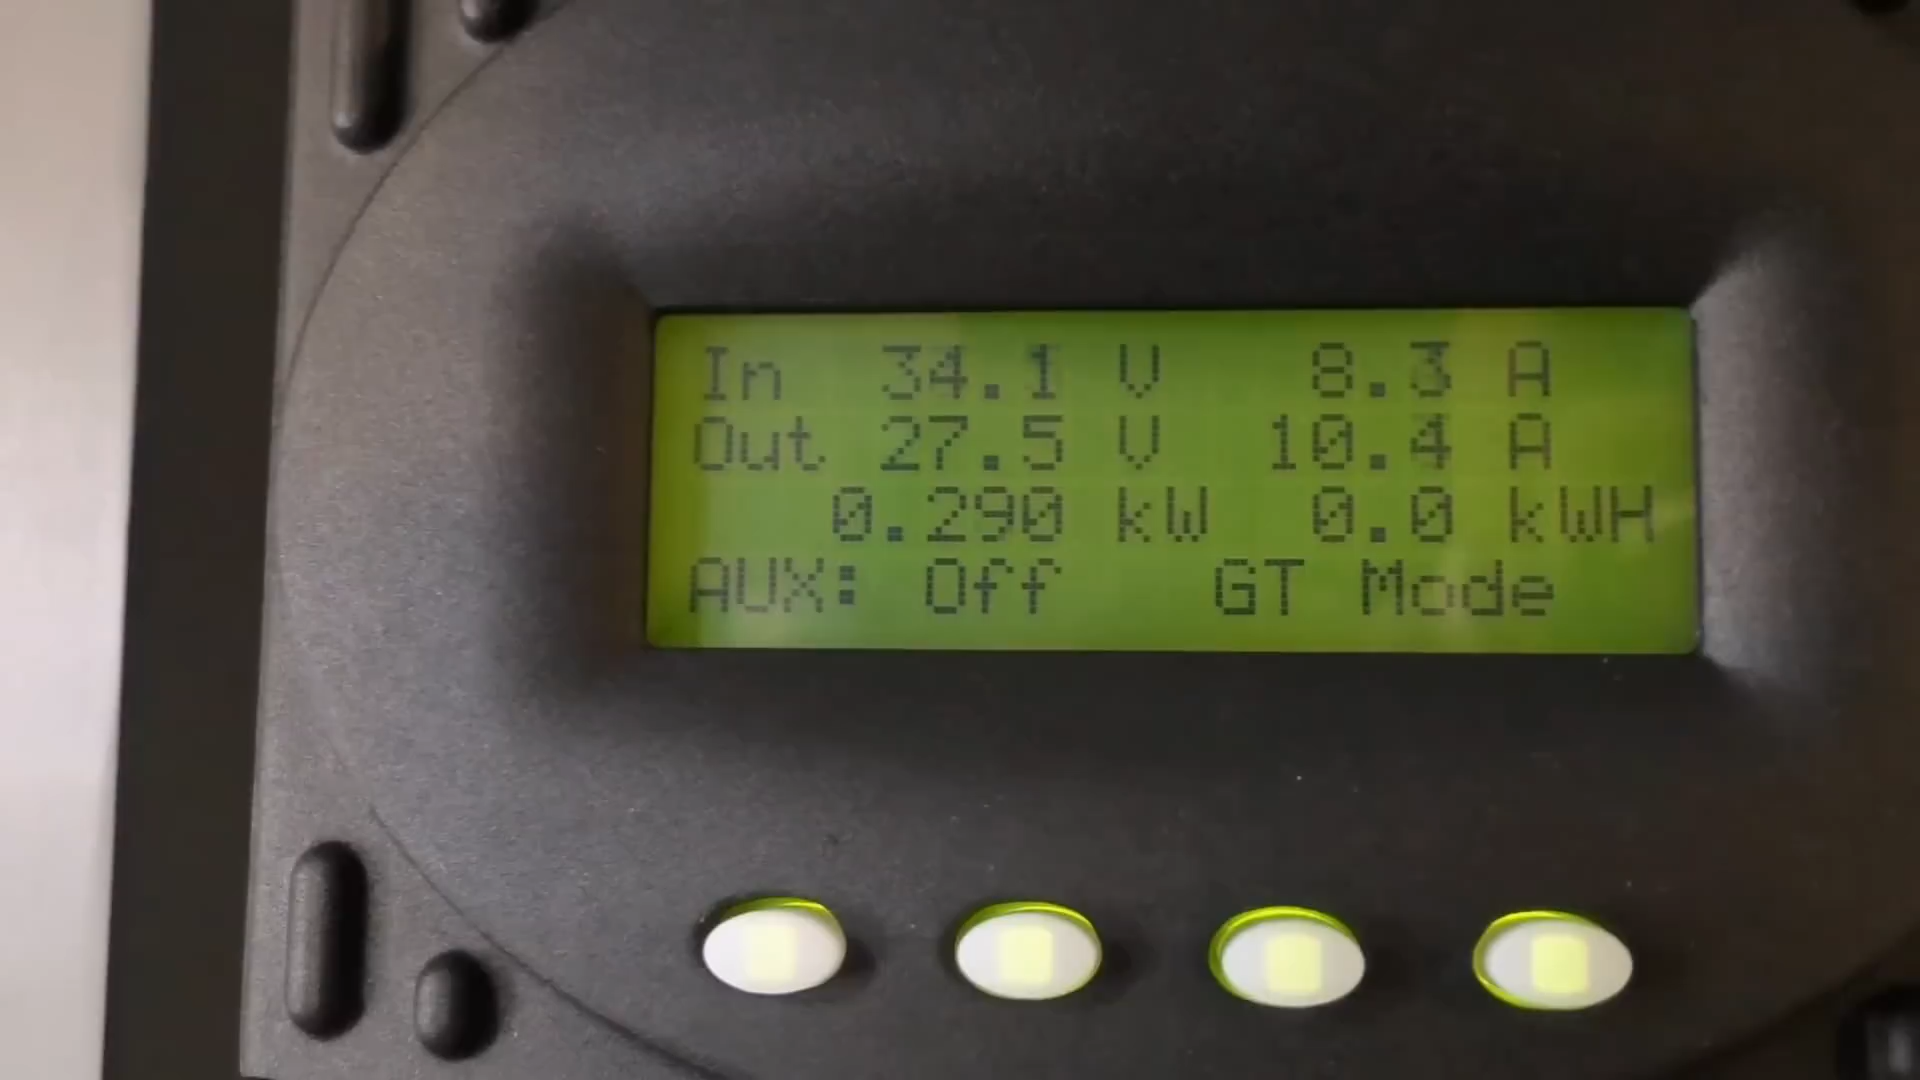 In 34.1 V 8.3 A
Out 27.5 V 10.4 A
0.290 kW 0.0 kWH
AUX: Off GT Mode